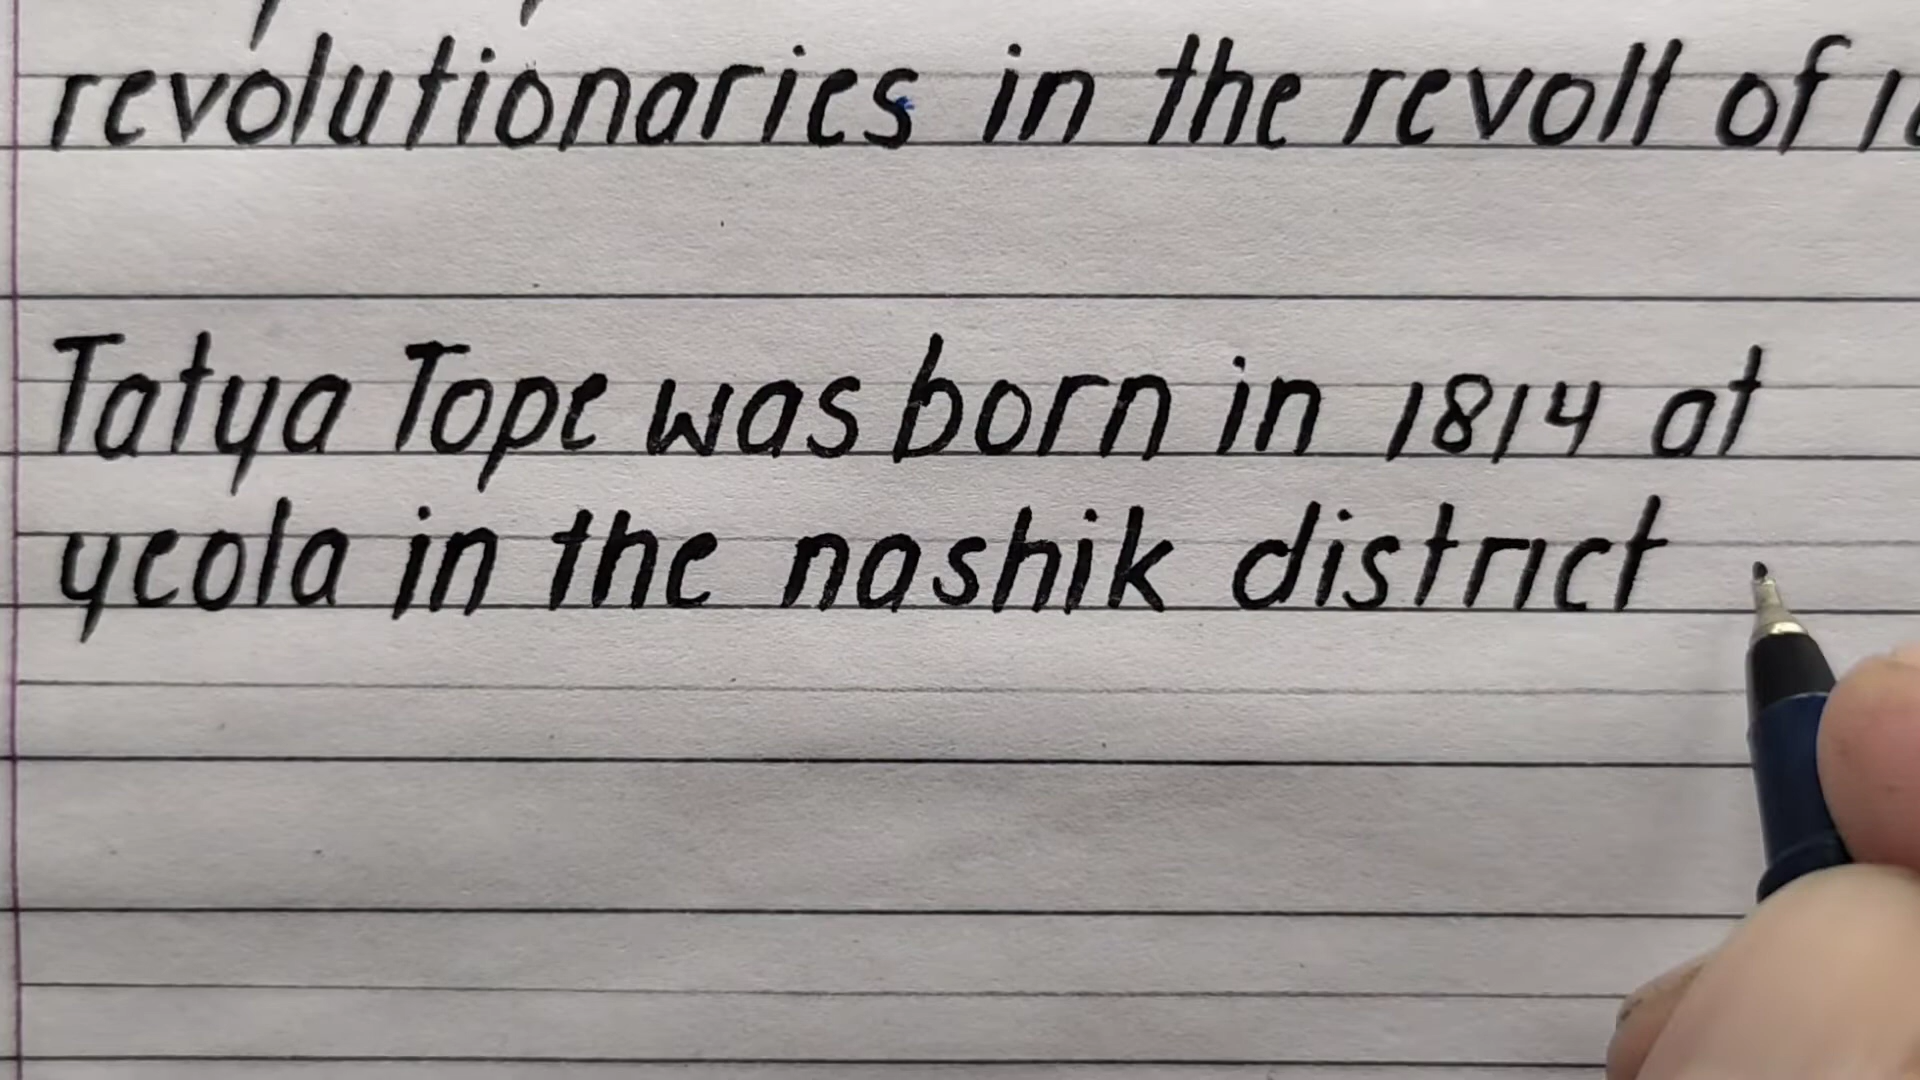 revolutionaries in the revolt of
Tatya Tope was born in 1814 at
yeola in the nashik district